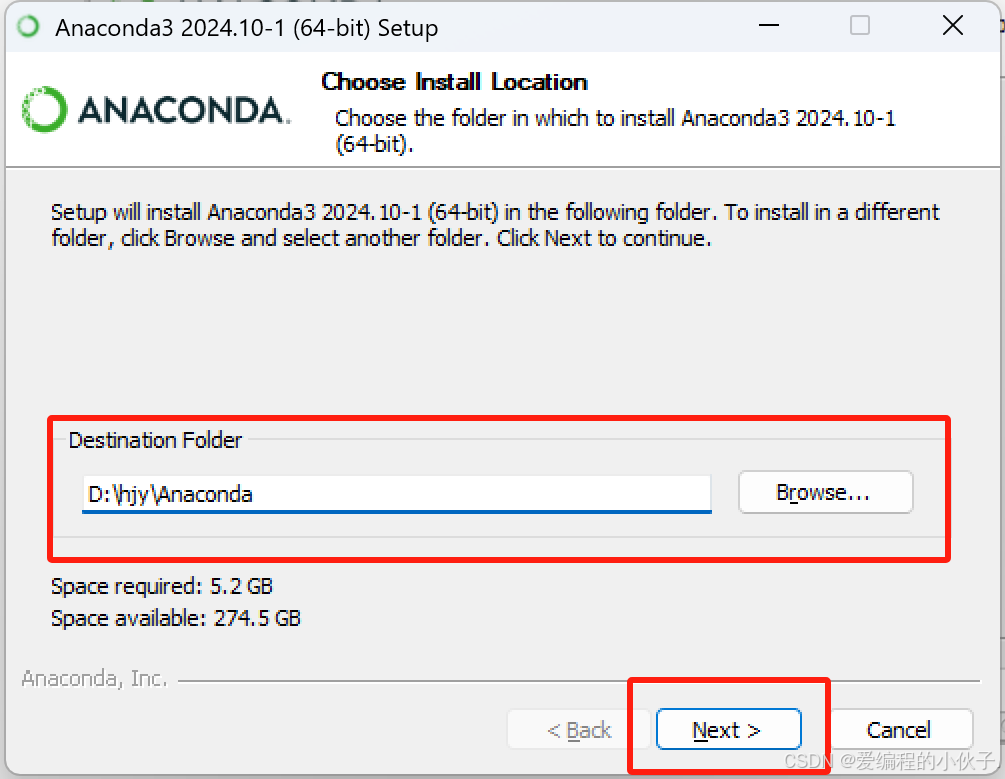 Anaconda3 2024.10-1 (64-bit) Setup
ANACONDA.
Choose Install Location
Choose the folder in which to install Anaconda3 2024.10-1
(64-bit).
Setup will install Anaconda3 2024.10-1 (64-bit) in the following folder. To install in a different
folder, click Browse and select another folder. Click Next to continue.
Destination Folder
D:\hjy\Anaconda
Browse...
Space required: 5.2 GB
Space available: 274.5 GB
Anaconda, Inc.
< Back
Next >
Cancel
CSDN @爱编程的小伙子